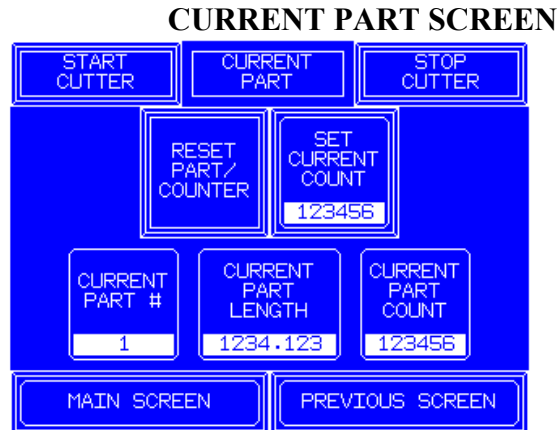 CURRENT PART SCREEN
START
CUTTER
CURRENT
PART
STOP
CUTTER
RESET
PART/
COUNTER
SET
CURRENT
COUNT
123456
CURRENT
PART #
1
CURRENT
PART
LENGTH
1234.123
CURRENT
PART
COUNT
123456
MAIN SCREEN
PREVIOUS SCREEN